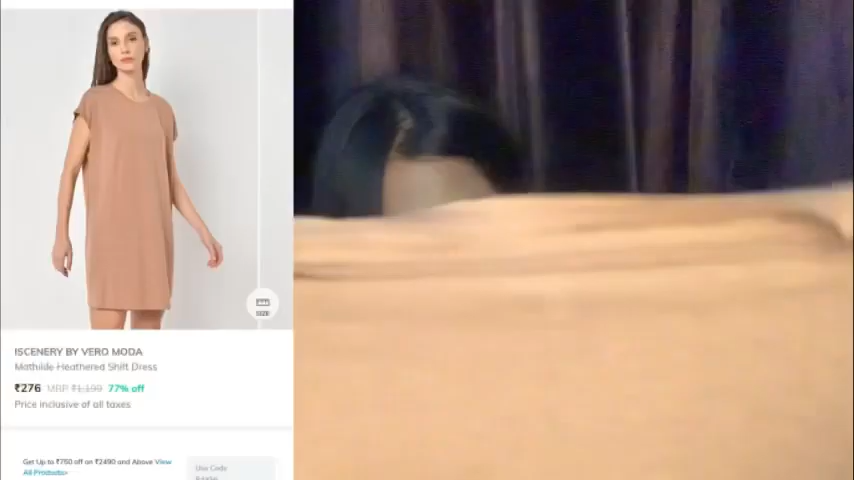 SIZE
ISCENERY BY VERO MODA
Mathilde Heathered Shift Dress
₹276 MRP ₹1,199 77% off
Price inclusive of all taxes
Get Up to ₹750 off on ₹2490 and Above View
All Products>
Use Code